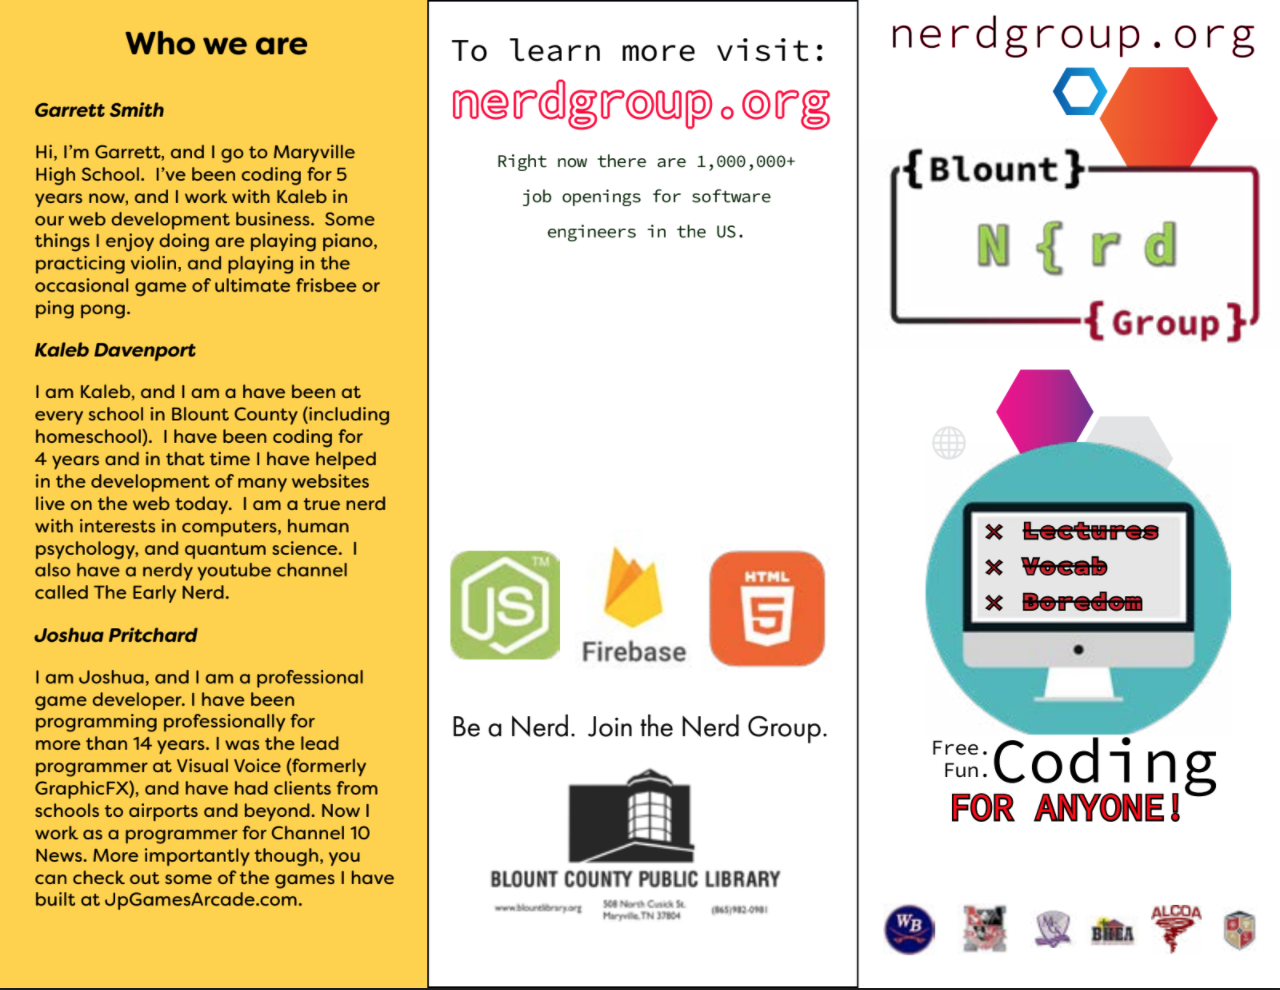 Who we are
Garrett Smith
Hi, I'm Garrett, and I go to Maryville
High School.  I've been coding for 5
years now, and I work with Kaleb in
our web development business.  Some
things I enjoy doing are playing piano,
practicing violin, and playing in the
occasional game of ultimate frisbee or
ping pong.
Kaleb Davenport
I am Kaleb, and I am a have been at
every school in Blount County (including
homeschool).  I have been coding for
4 years and in that time I have helped
in the development of many websites
live on the web today.  I am a true nerd
with interests in computers, human
psychology, and quantum science.  I
also have a nerdy youtube channel
called The Early Nerd.
Joshua Pritchard
I am Joshua, and I am a professional
game developer. I have been
programming professionally for
more than 14 years. I was the lead
programmer at Visual Voice (formerly
GraphicFX), and have had clients from
schools to airports and beyond. Now I
work as a programmer for Channel 10
News. More importantly though, you
can check out some of the games I have
built at JpGamesArcade.com.
To learn more visit:
nerdgroup.org
Right now there are 1,000,000+
job openings for software
engineers in the US.
JS TM
Firebase
HTML
5
Be a Nerd.  Join the Nerd Group.
BLOUNT COUNTY PUBLIC LIBRARY
www.blountlibrary.org
508 North Cusick St.
Maryville, TN 37804
(865)982-0981
nerdgroup.org
{Blount}
N{rd
{Group}
× Lectures
× Vocab
× Boredom
Free.
Fun.
Coding
FOR ANYONE!
WB
BHEA
ALCOA